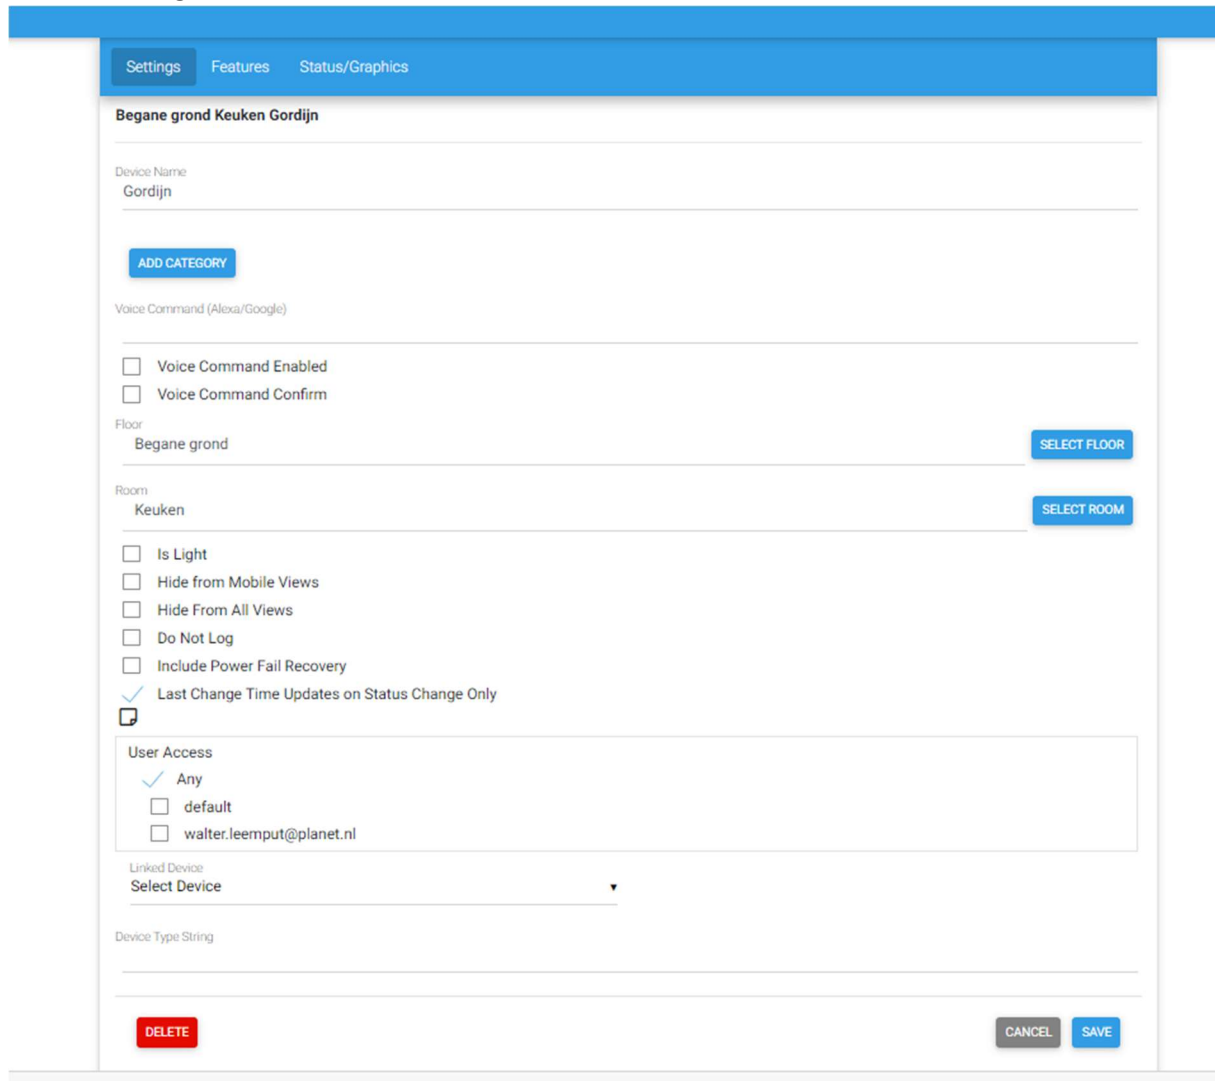 Settings Features Status/Graphics
Begane grond Keuken Gordijn
Device Name
Gordijn
ADD CATEGORY
Voice Command (Alexa/Google)
Voice Command Enabled
Voice Command Confirm
Floor
Begane grond
SELECT FLOOR
Room
Keuken
SELECT ROOM
Is Light
Hide from Mobile Views
Hide From All Views
Do Not Log
Include Power Fail Recovery
Last Change Time Updates on Status Change Only
User Access
Any
default
walter.leemput@planet.nl
Linked Device
Select Device
Device Type String
DELETE
CANCEL SAVE